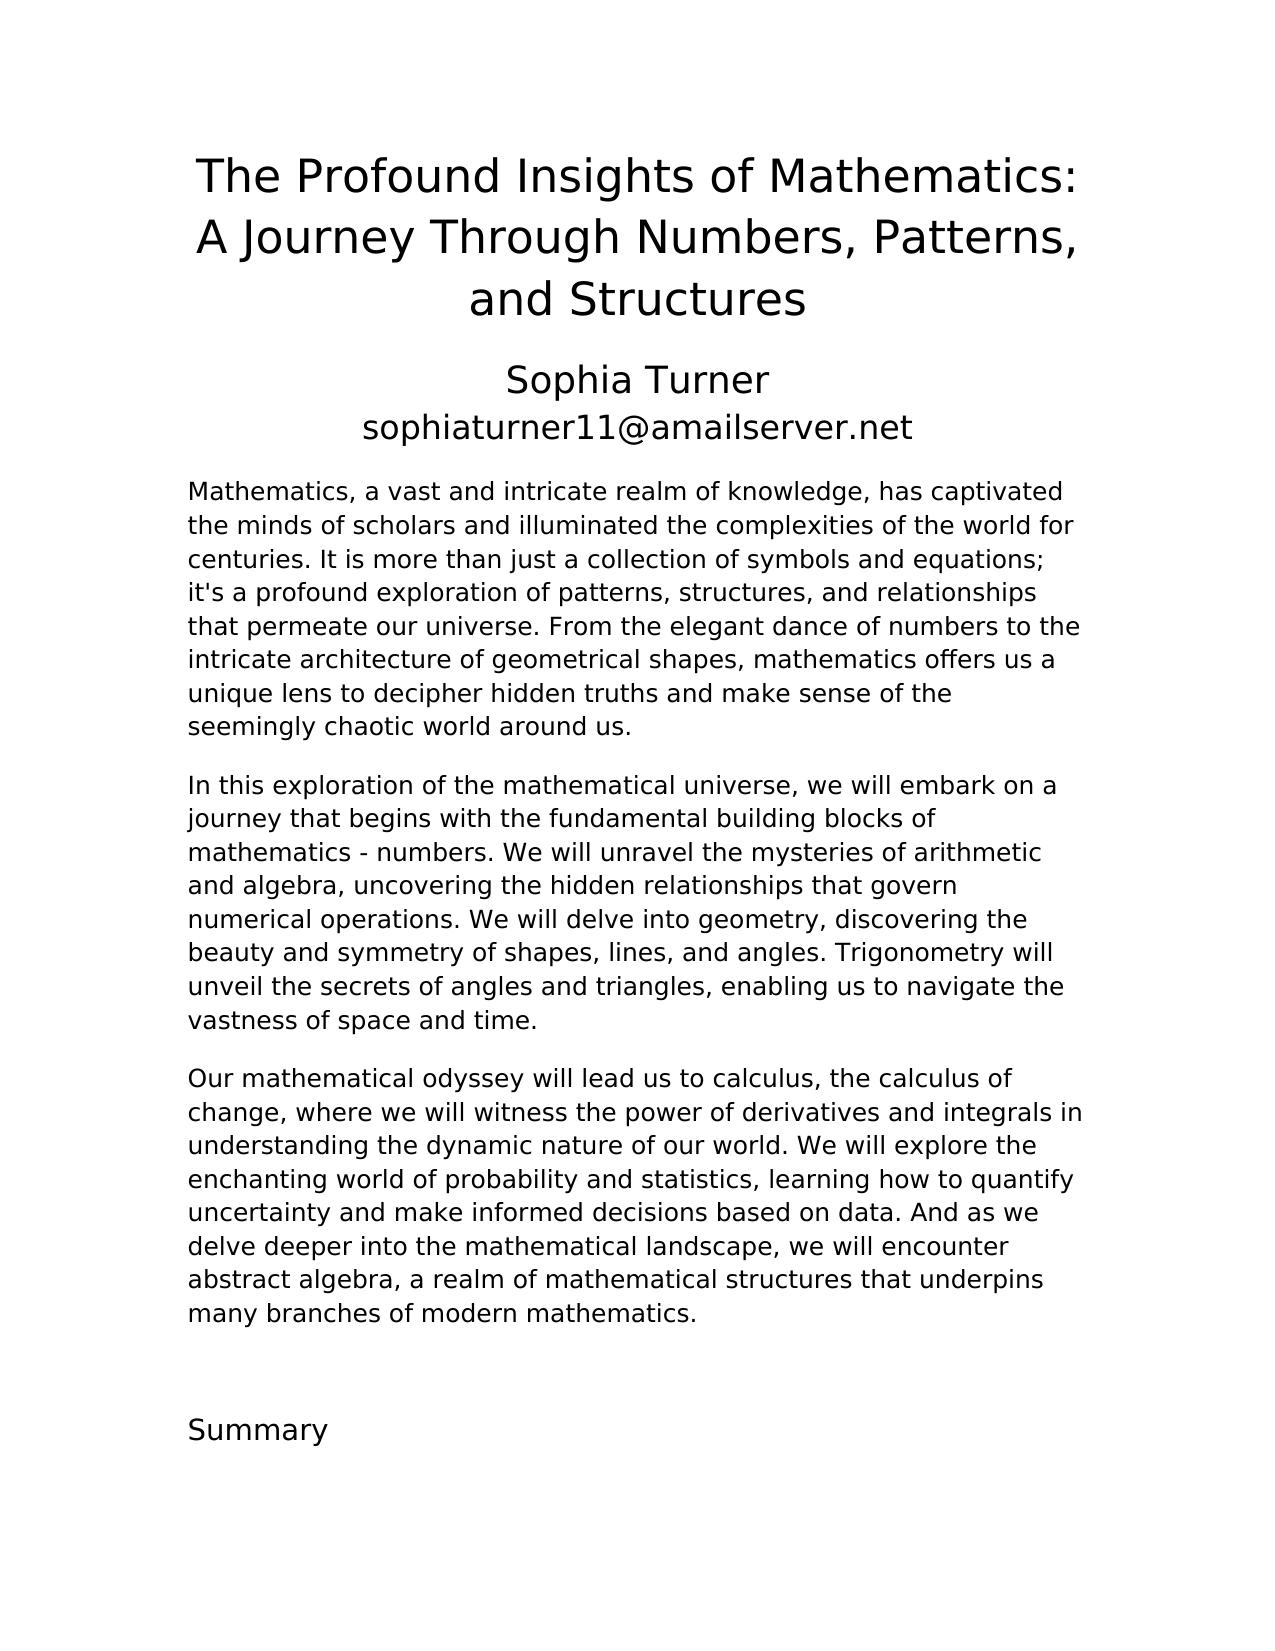 The Profound Insights of Mathematics:
A Journey Through Numbers, Patterns,
and Structures
Sophia Turner
sophiaturner11@amailserver.net
Mathematics, a vast and intricate realm of knowledge, has captivated
the minds of scholars and illuminated the complexities of the world for
centuries. It is more than just a collection of symbols and equations;
it's a profound exploration of patterns, structures, and relationships
that permeate our universe. From the elegant dance of numbers to the
intricate architecture of geometrical shapes, mathematics offers us a
unique lens to decipher hidden truths and make sense of the
seemingly chaotic world around us.
In this exploration of the mathematical universe, we will embark on a
journey that begins with the fundamental building blocks of
mathematics - numbers. We will unravel the mysteries of arithmetic
and algebra, uncovering the hidden relationships that govern
numerical operations. We will delve into geometry, discovering the
beauty and symmetry of shapes, lines, and angles. Trigonometry will
unveil the secrets of angles and triangles, enabling us to navigate the
vastness of space and time.
Our mathematical odyssey will lead us to calculus, the calculus of
change, where we will witness the power of derivatives and integrals in
understanding the dynamic nature of our world. We will explore the
enchanting world of probability and statistics, learning how to quantify
uncertainty and make informed decisions based on data. And as we
delve deeper into the mathematical landscape, we will encounter
abstract algebra, a realm of mathematical structures that underpins
many branches of modern mathematics.
Summary